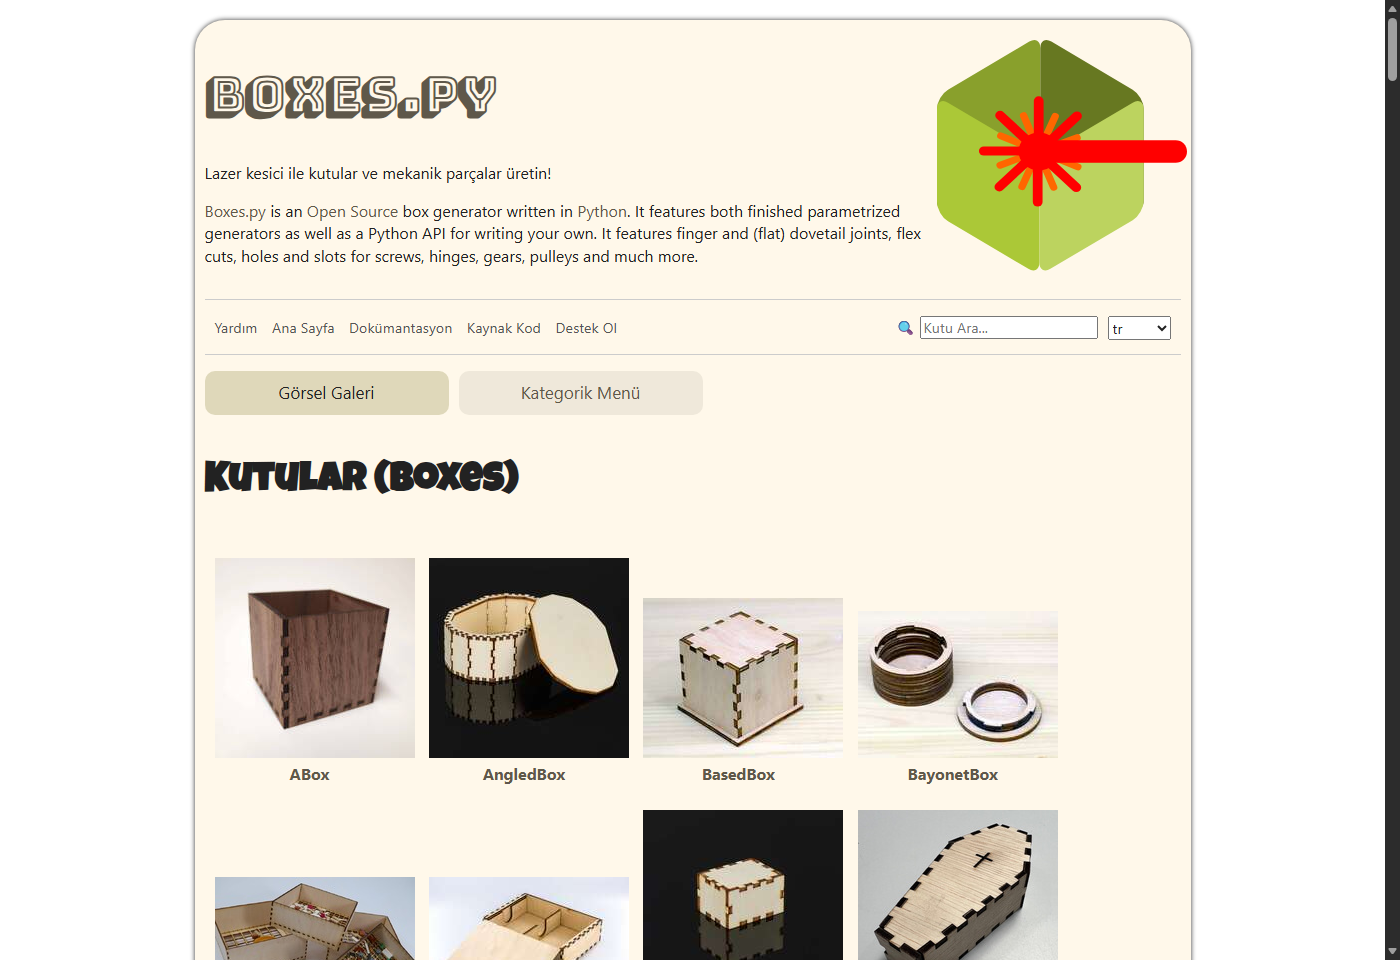 BOXES.PY
Lazer kesici ile kutular ve mekanik parçalar üretin!
Boxes.py is an Open Source box generator written in Python. It features both finished parametrized
generators as well as a Python API for writing your own. It features finger and (flat) dovetail joints, flex
cuts, holes and slots for screws, hinges, gears, pulleys and much more.
Yardım Ana Sayfa Dokümantasyon Kaynak Kod Destek Ol
Kutu Ara... tr
Görsel Galeri Kategorik Menü
Kutular (Boxes)
ABox AngledBox BasedBox BayonetBox